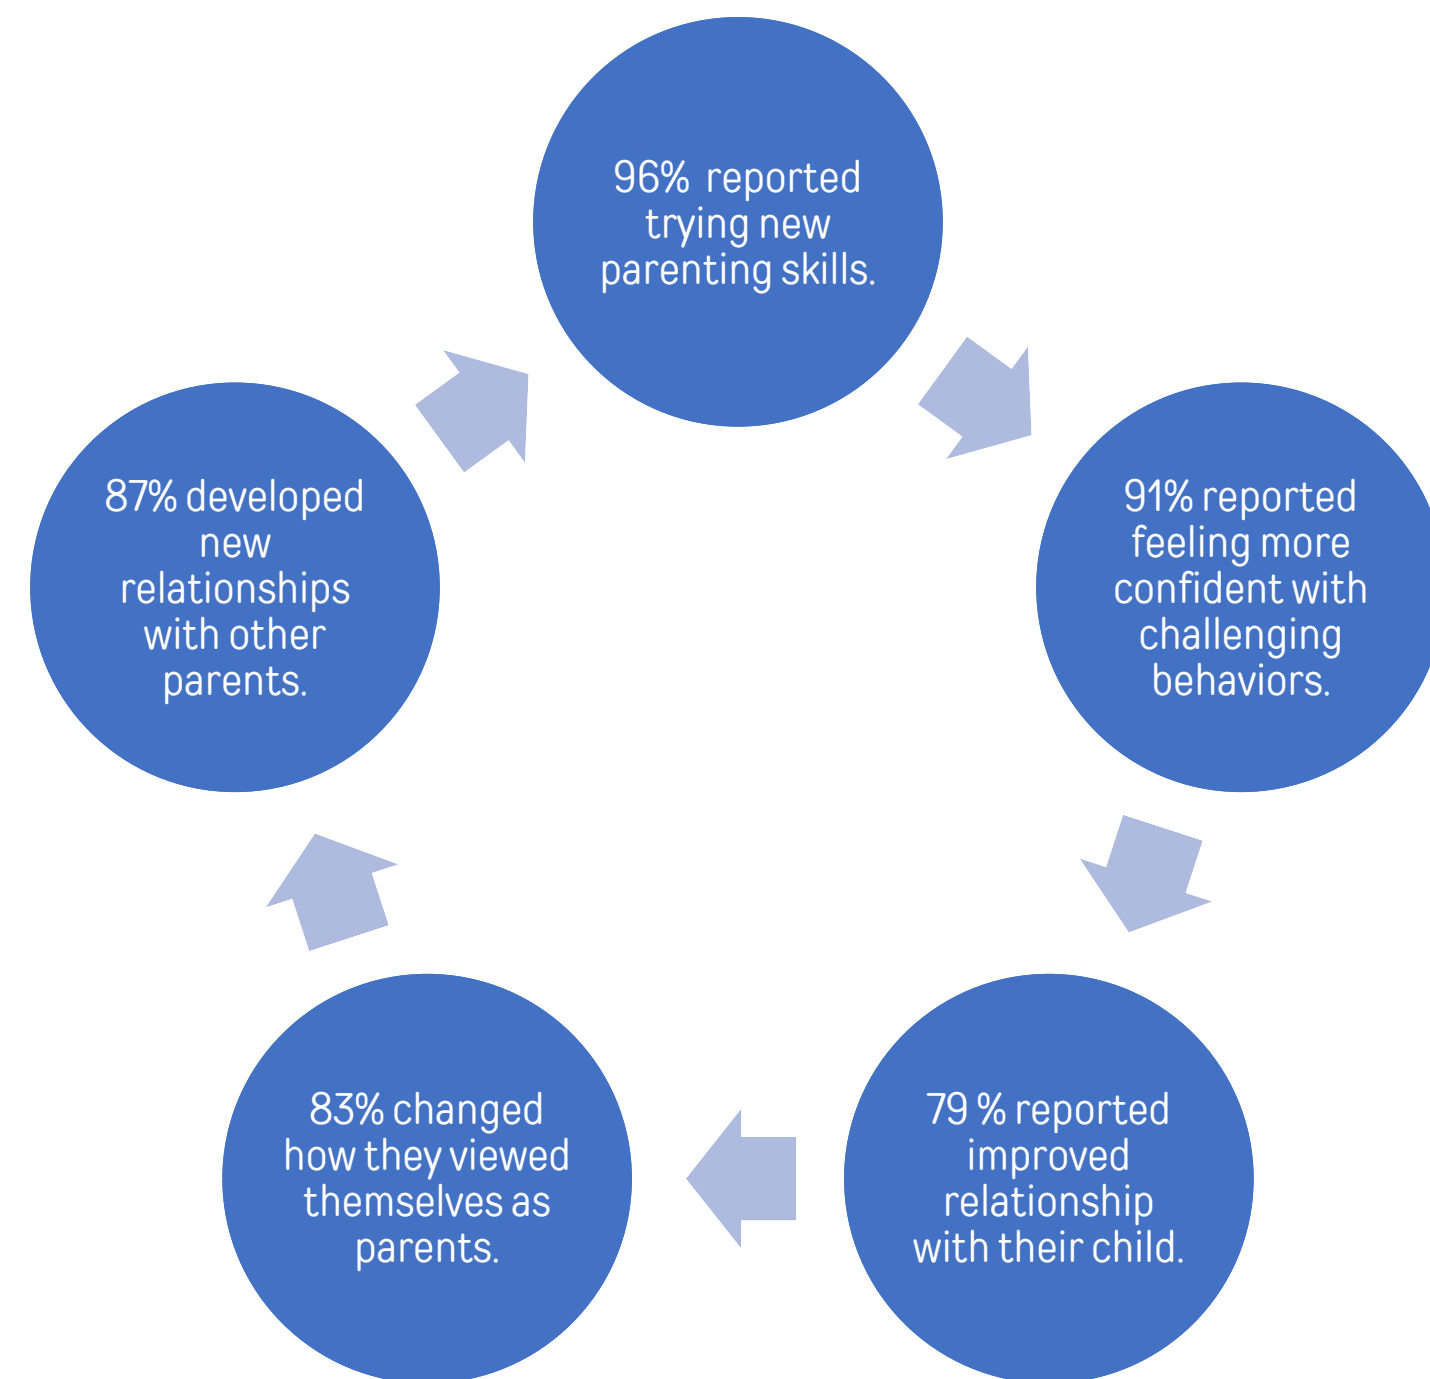 96% reported
trying new
parenting skills.
91% reported
feeling more
confident with
challenging
behaviors.
79 % reported
improved
relationship
with their child.
83% changed
how they viewed
themselves as
parents.
87% developed
new
relationships
with other
parents.